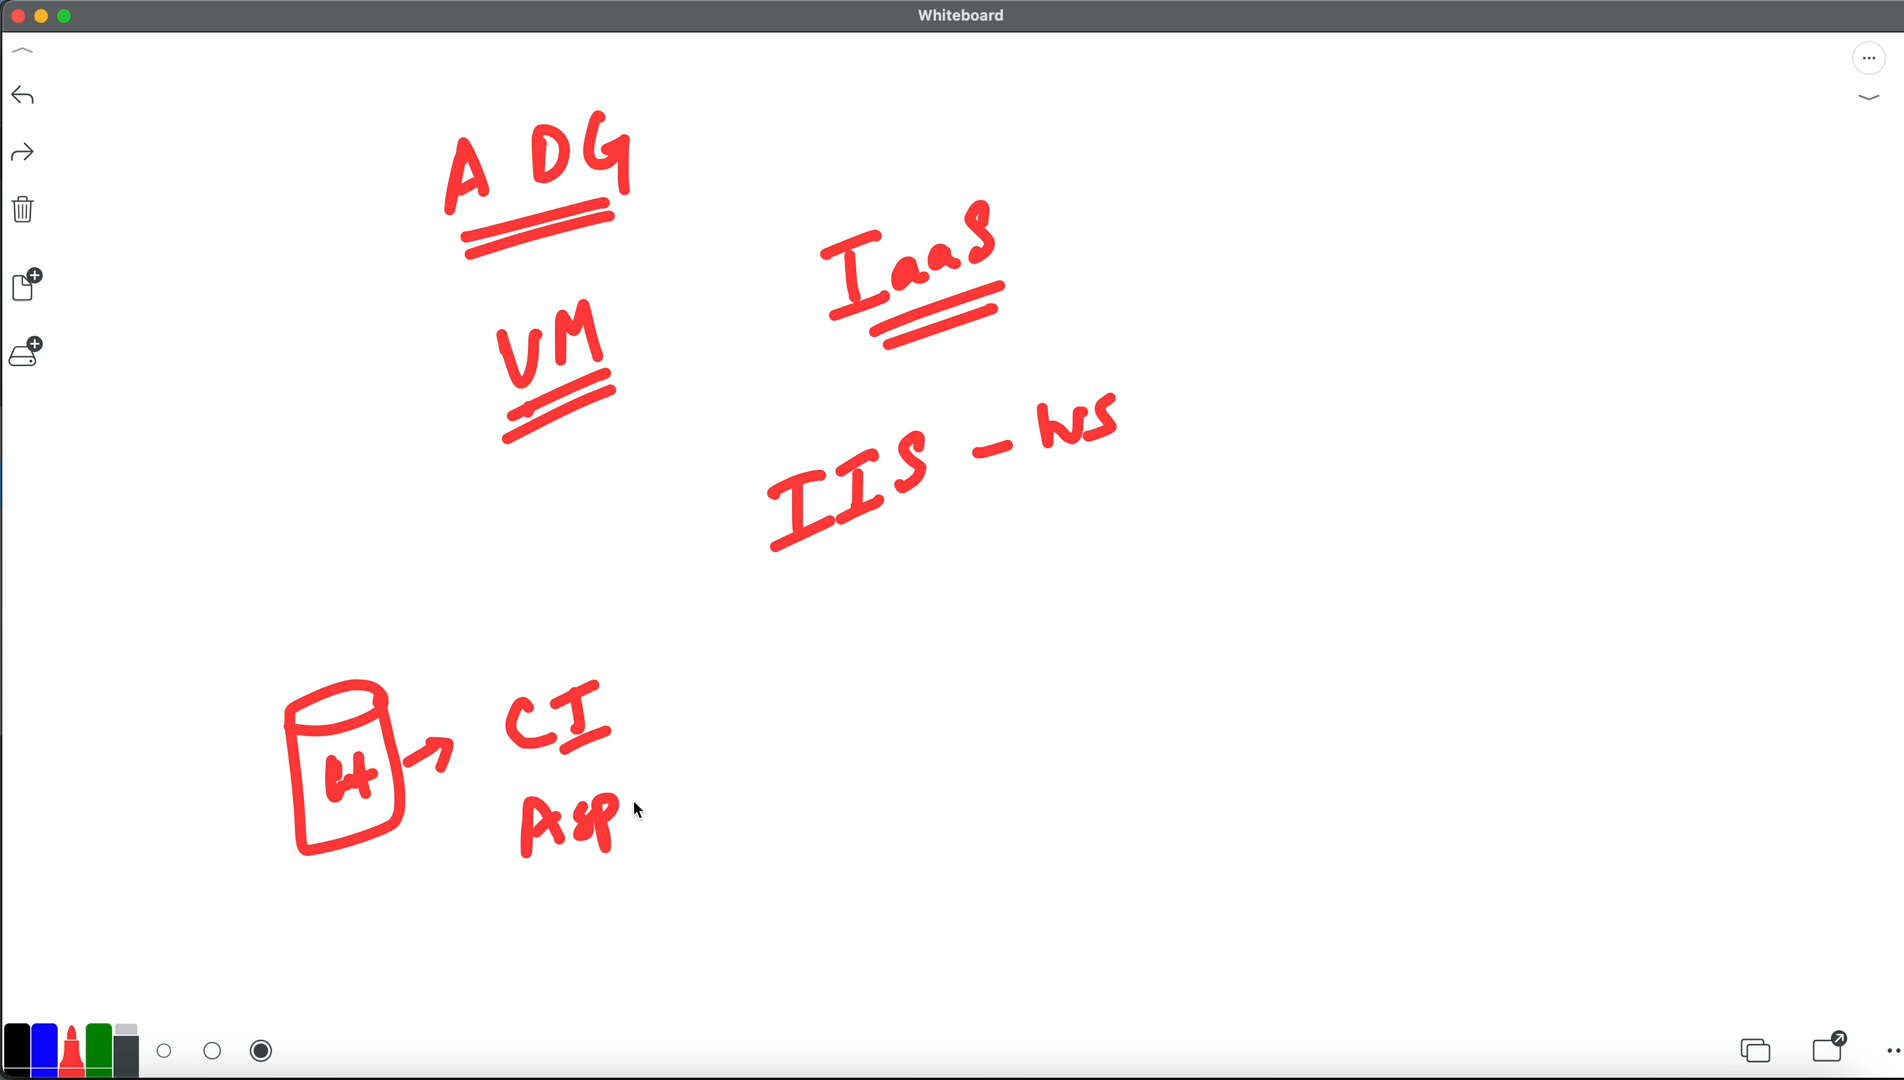 Whiteboard
A DG
IaaS
VM
IIS - WS
CI
Asp